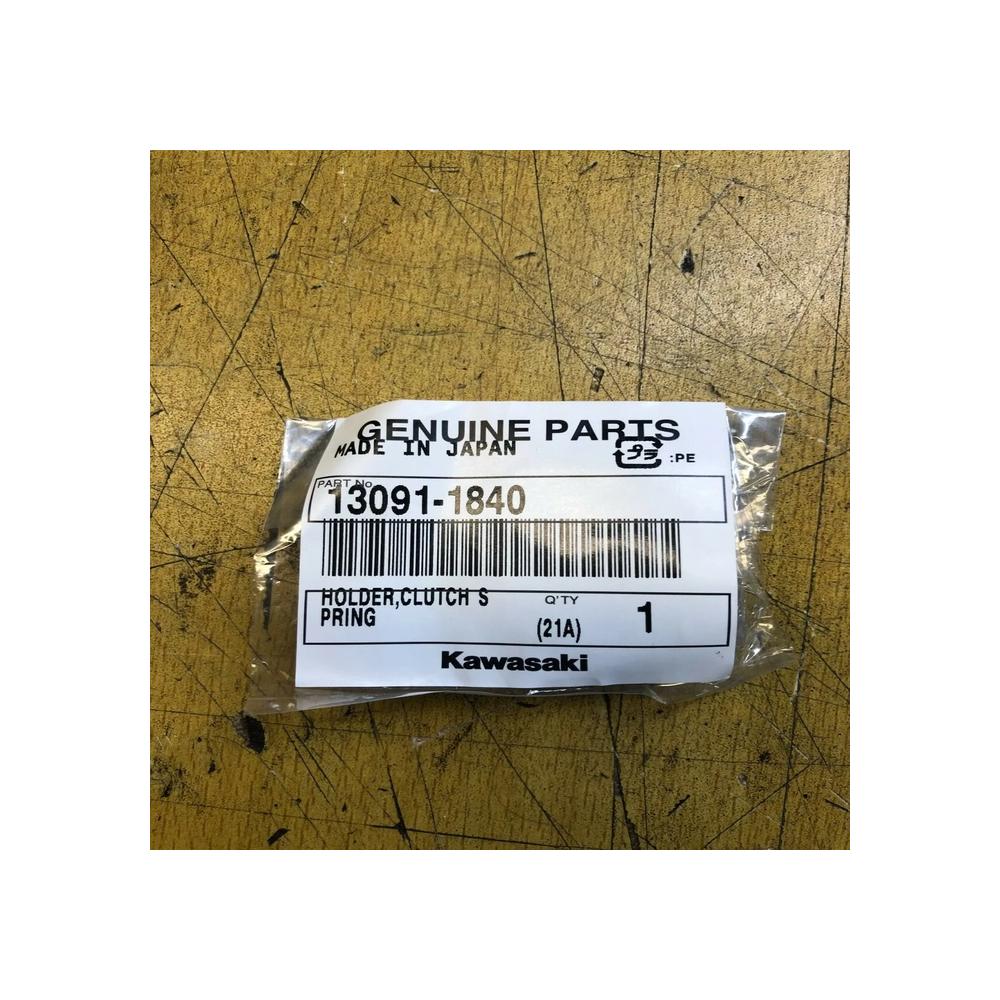 GENUINE PARTS
MADE IN JAPAN
プラ :PE
PART No.
13091-1840
HOLDER,CLUTCH S
PRING
Q'TY
(21A) 1
Kawasaki